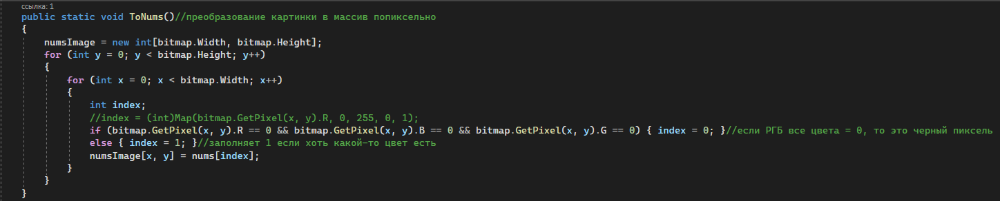 ссылка: 1
public static void ToNums()//преобразование картинки в массив попиксельно
{
numsImage = new int[bitmap.Width, bitmap.Height];
for (int y = 0; y < bitmap.Height; y++)
{
for (int x = 0; x < bitmap.Width; x++)
{
int index;
//index = (int)Map(bitmap.GetPixel(x, y).R, 0, 255, 0, 1);
if (bitmap.GetPixel(x, y).R == 0 && bitmap.GetPixel(x, y).B == 0 && bitmap.GetPixel(x, y).G == 0) { index = 0; }//если РГБ все цвета = 0, то это черный пиксель
else { index = 1; }//заполняет 1 если хоть какой-то цвет есть
numsImage[x, y] = nums[index];
}
}
}